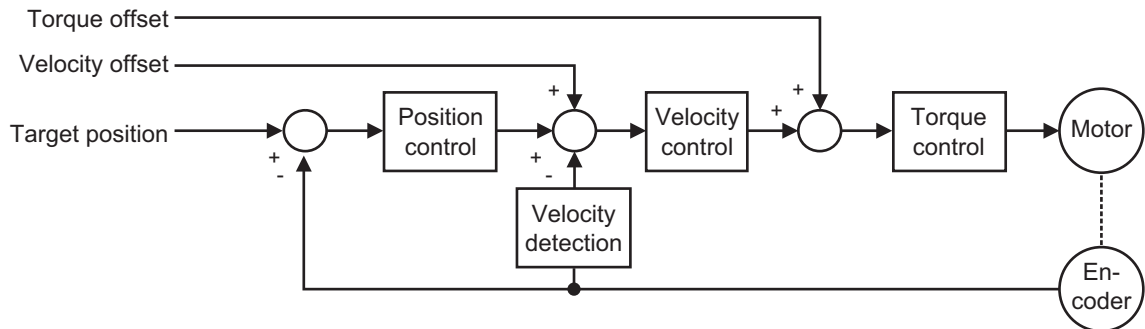 Torque offset
Velocity offset
Target position
+
-
Position
control
+
+
-
Velocity
detection
Velocity
control
+
+
Torque
control
Motor
En-
coder